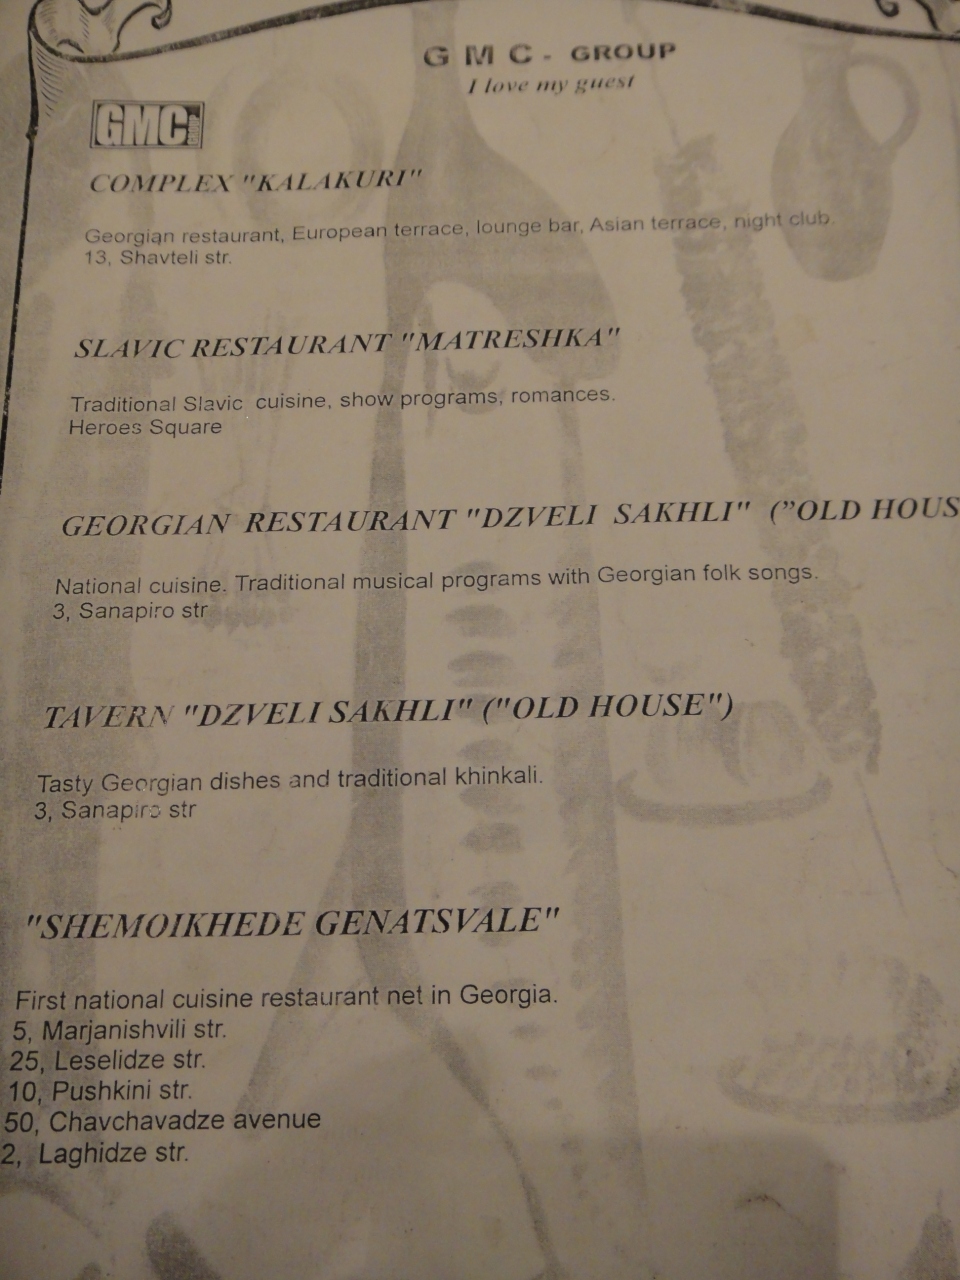 GMC - GROUP
I love my guest
GMC
COMPLEX "KALAKURI"
Georgian restaurant, European terrace, lounge bar, Asian terrace, night club.
13, Shavteli str.
SLAVIC RESTAURANT "MATRESHKA"
Traditional Slavic cuisine, show programs, romances.
Heroes Square
GEORGIAN RESTAURANT "DZVELI SAKHLI" ("OLD HOUS
National cuisine. Traditional musical programs with Georgian folk songs.
3, Sanapiro str
TAVERN "DZVELI SAKHLI" ("OLD HOUSE")
Tasty Georgian dishes and traditional khinkali.
3, Sanapiro str
"SHEMOIKHEDE GENATSVALE"
First national cuisine restaurant net in Georgia.
5, Marjanishvili str.
25, Leselidze str.
10, Pushkini str.
50, Chavchavadze avenue
2, Laghidze str.